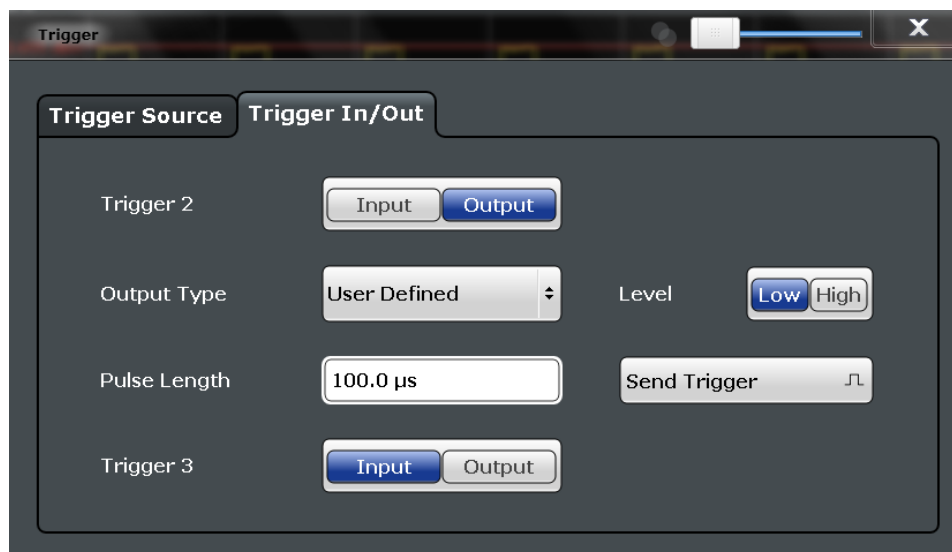 Trigger
X
Trigger Source Trigger In/Out
Trigger 2 Input Output
Output Type User Defined Level Low High
Pulse Length 100.0 µs Send Trigger
Trigger 3 Input Output